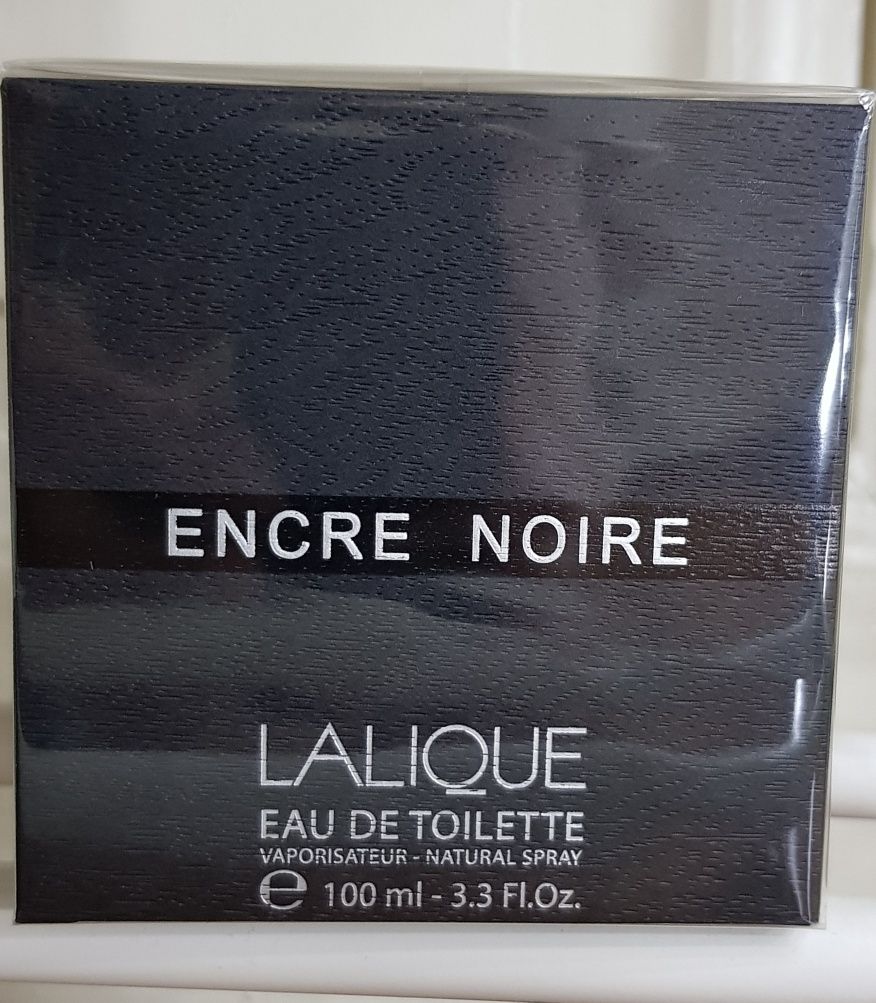 ENCRE NOIRE
LALIQUE
EAU DE TOILETTE
VAPORISATEUR - NATURAL SPRAY
℮ 100 ml - 3.3 Fl.Oz.